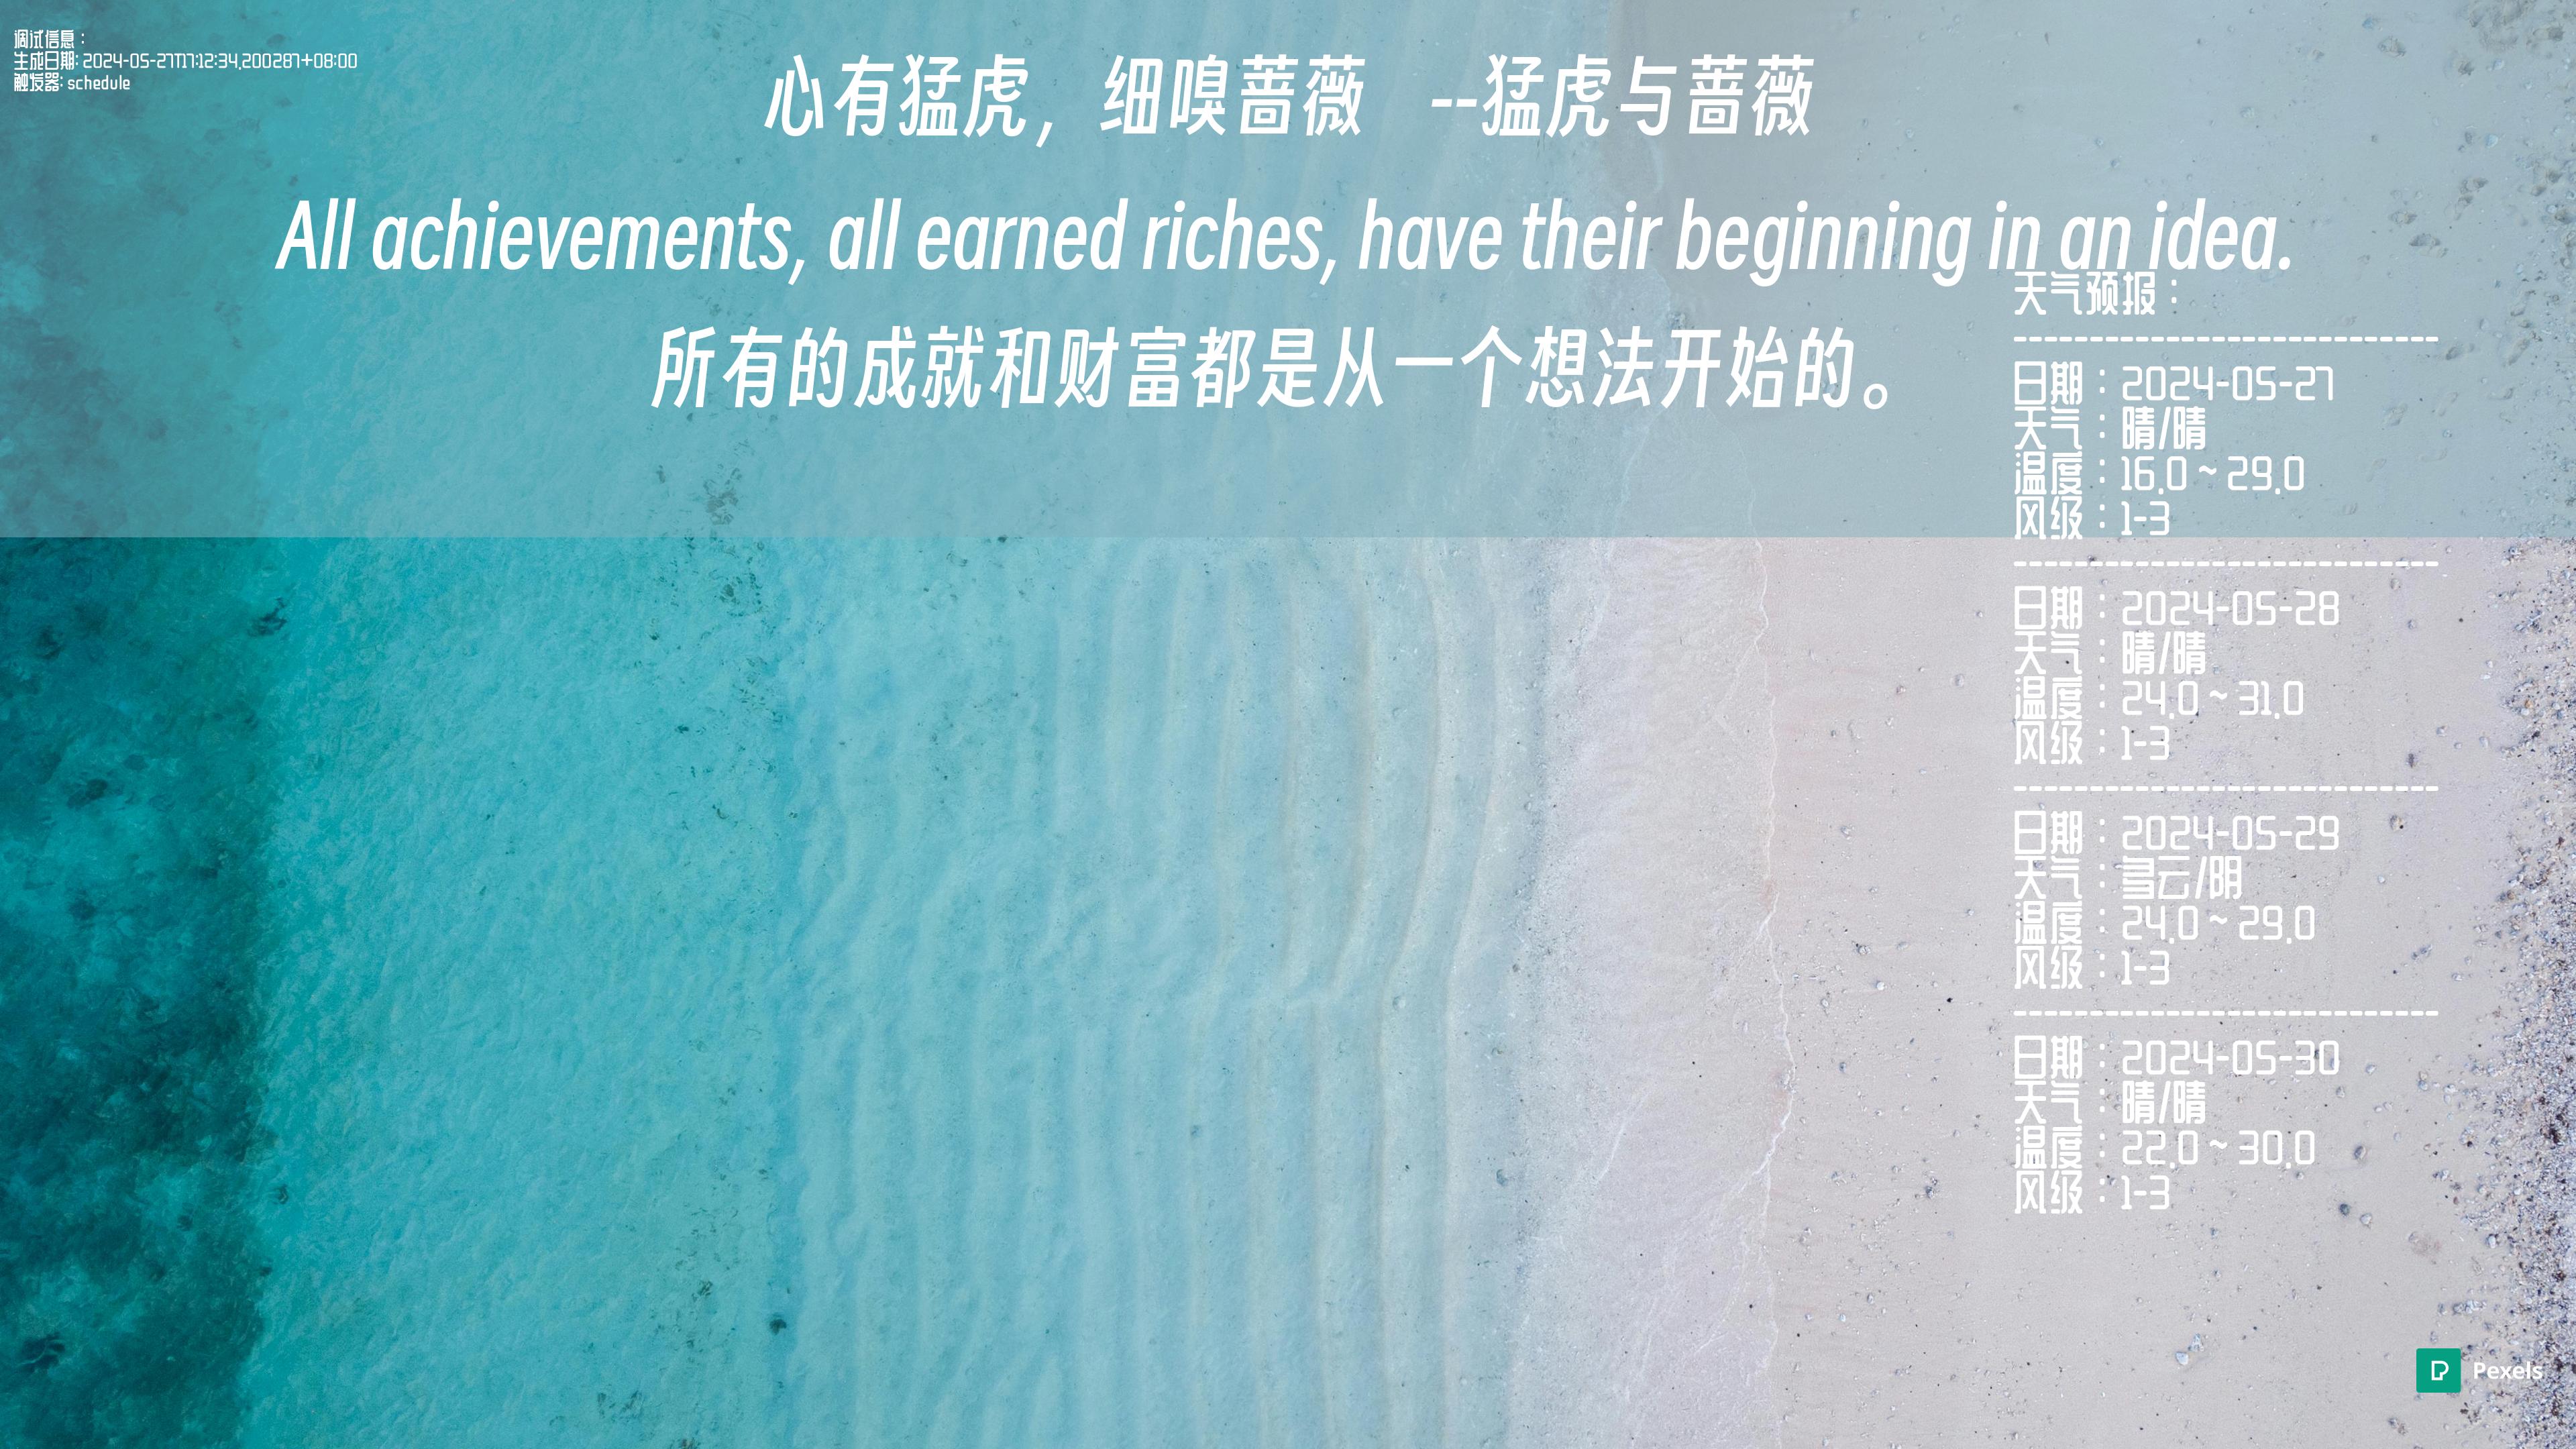 调试信息：
生成日期: 2024-05-27T17:12:34.200287+08:00
触发器: schedule
心有猛虎，细嗅蔷薇 --猛虎与蔷薇
All achievements, all earned riches, have their beginning in an idea.
所有的成就和财富都是从一个想法开始的。
天气预报：
------------------------------
日期：2024-05-27
天气：晴/晴
温度：16.0 ~ 29.0
风级：1-3
------------------------------
日期：2024-05-28
天气：晴/晴
温度：24.0 ~ 31.0
风级：1-3
------------------------------
日期：2024-05-29
天气：多云/阴
温度：24.0 ~ 29.0
风级：1-3
------------------------------
日期：2024-05-30
天气：晴/晴
温度：22.0 ~ 30.0
风级：1-3
Pexels